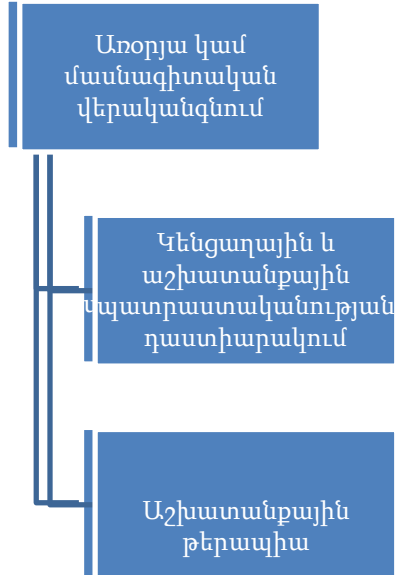 Առօրյա կամ
մասնագիտական
վերականգնում
Կենցաղային և
աշխատանքային
պատրաստականության
դաստիարակում
Աշխատանքային
թերապիա